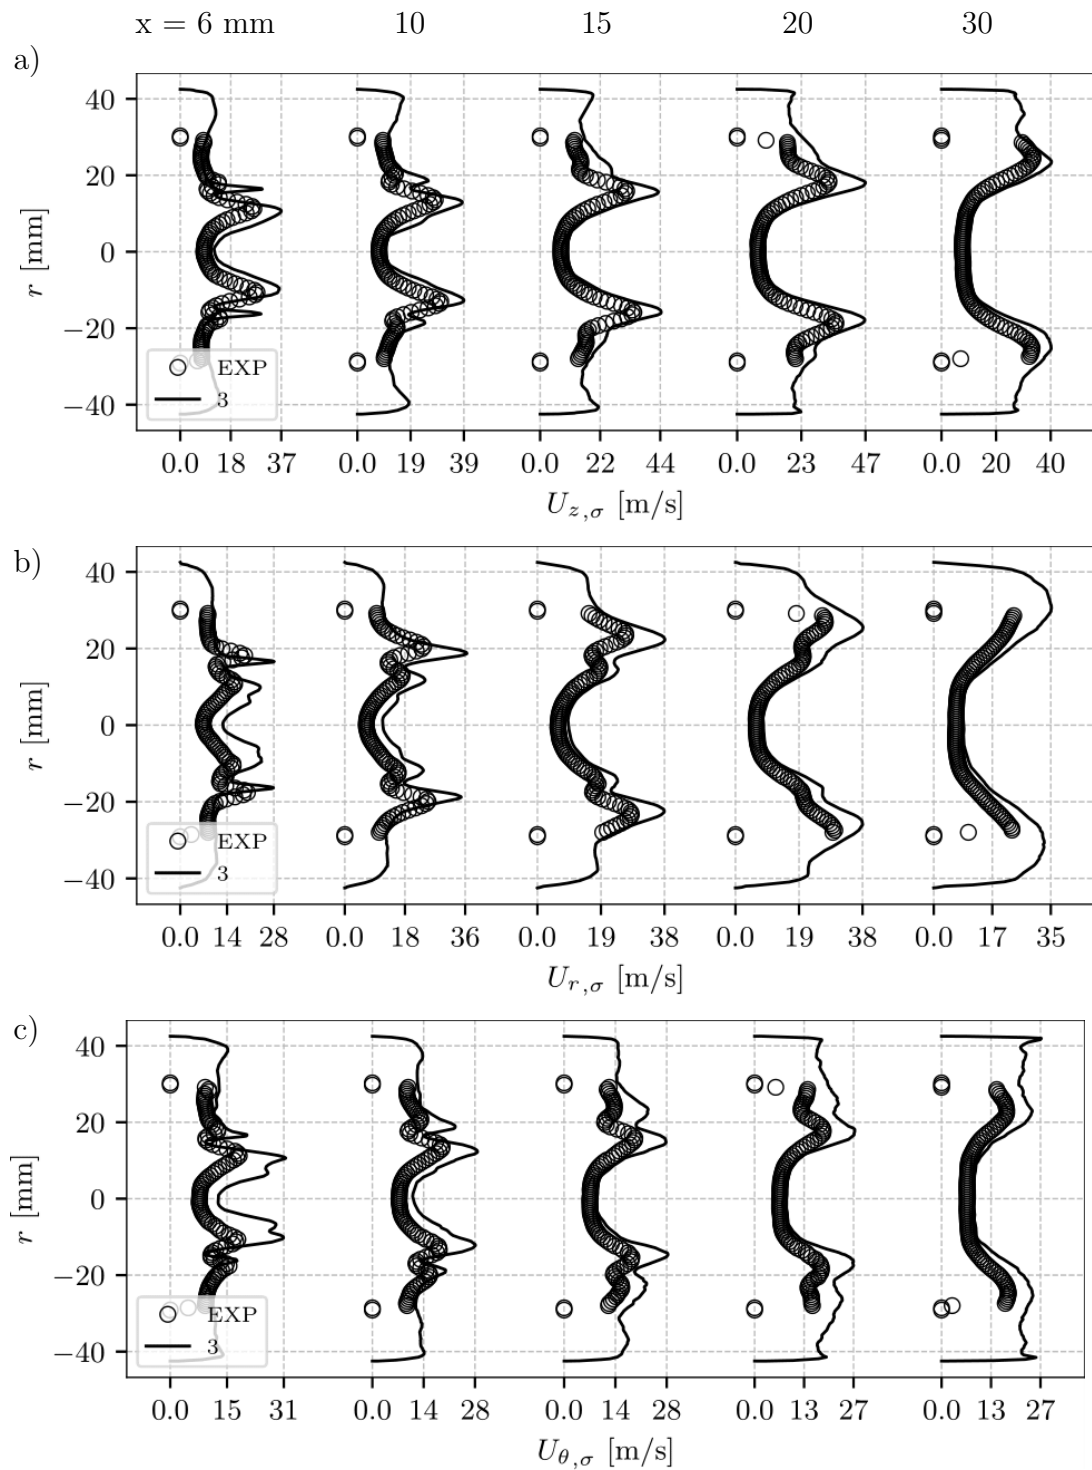 x = 6 mm 10 15 20 30
a)
40
20
0
−20
−40
r [mm]
EXP
3
0.0 18 37 0.0 19 39 0.0 22 44 0.0 23 47 0.0 20 40
U_{z,σ} [m/s]
b)
40
20
0
−20
−40
r [mm]
EXP
3
0.0 14 28 0.0 18 36 0.0 19 38 0.0 19 38 0.0 17 35
U_{r,σ} [m/s]
c)
40
20
0
−20
−40
r [mm]
EXP
3
0.0 15 31 0.0 14 28 0.0 14 28 0.0 13 27 0.0 13 27
U_{θ,σ} [m/s]